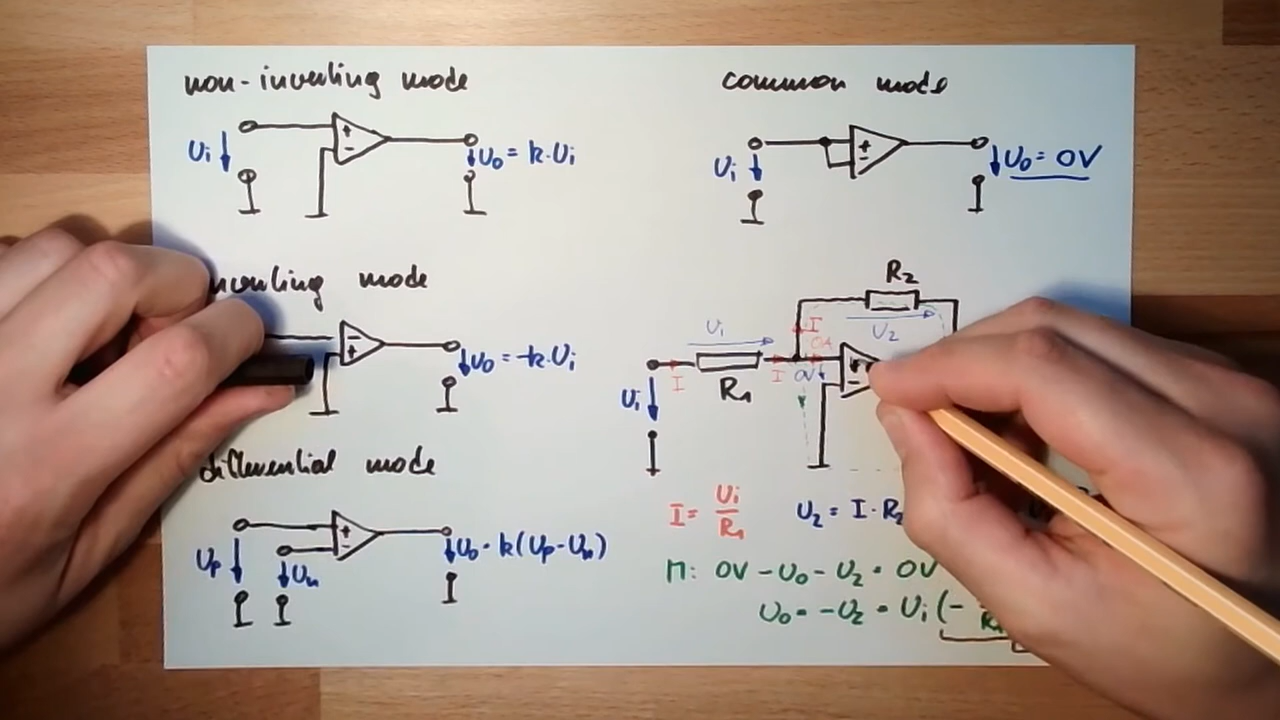 non-inverting mode
Ui
+
-
Uo = k·Ui
common mode
Ui
+
-
Uo = 0V
inverting mode
-
+
Uo = -k·Ui
differential mode
Up
Un
+
-
Uo = k(Up-Un)
R2
U2
U1
I
0A
I
I
0V
R1
Ui
+
-
I = Ui/R1
U2 = I·R2
M: 0V - Uo - U2 = 0V
Uo = -U2 = Ui (-